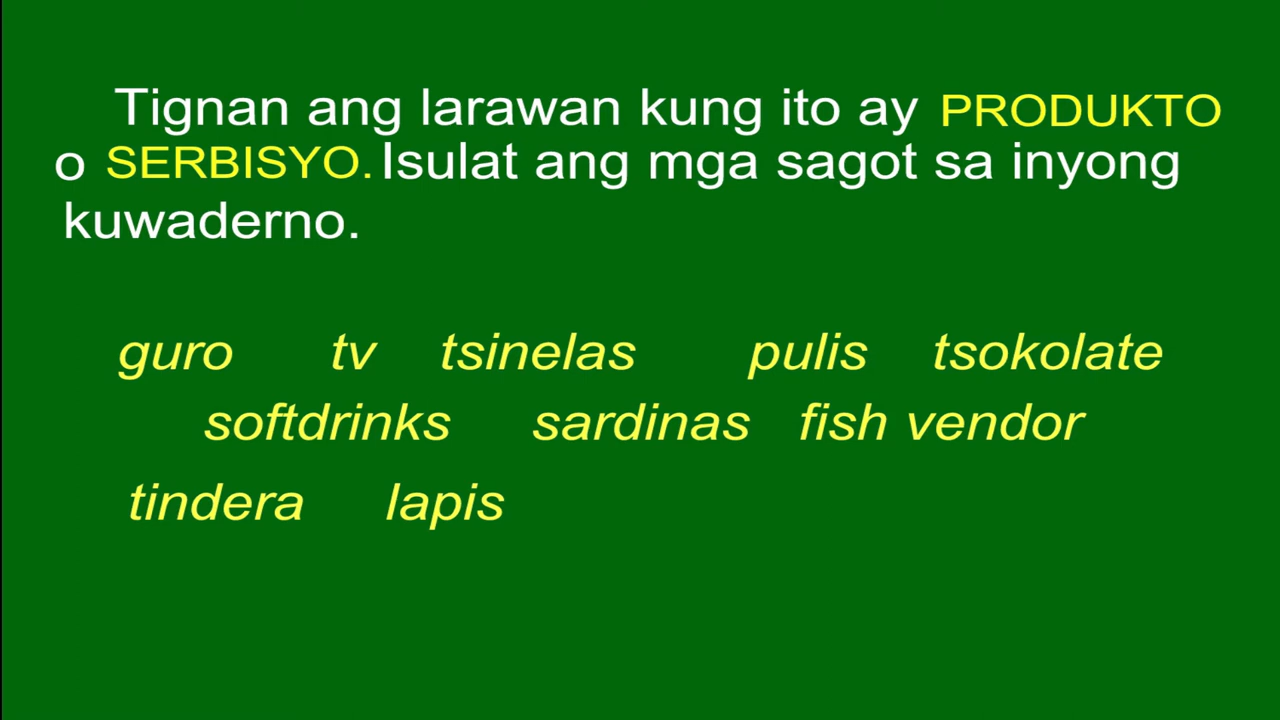 Tignan ang larawan kung ito ay PRODUKTO
o SERBISYO. Isulat ang mga sagot sa inyong
kuwaderno.
guro tv tsinelas pulis tsokolate
softdrinks sardinas fish vendor
tindera lapis